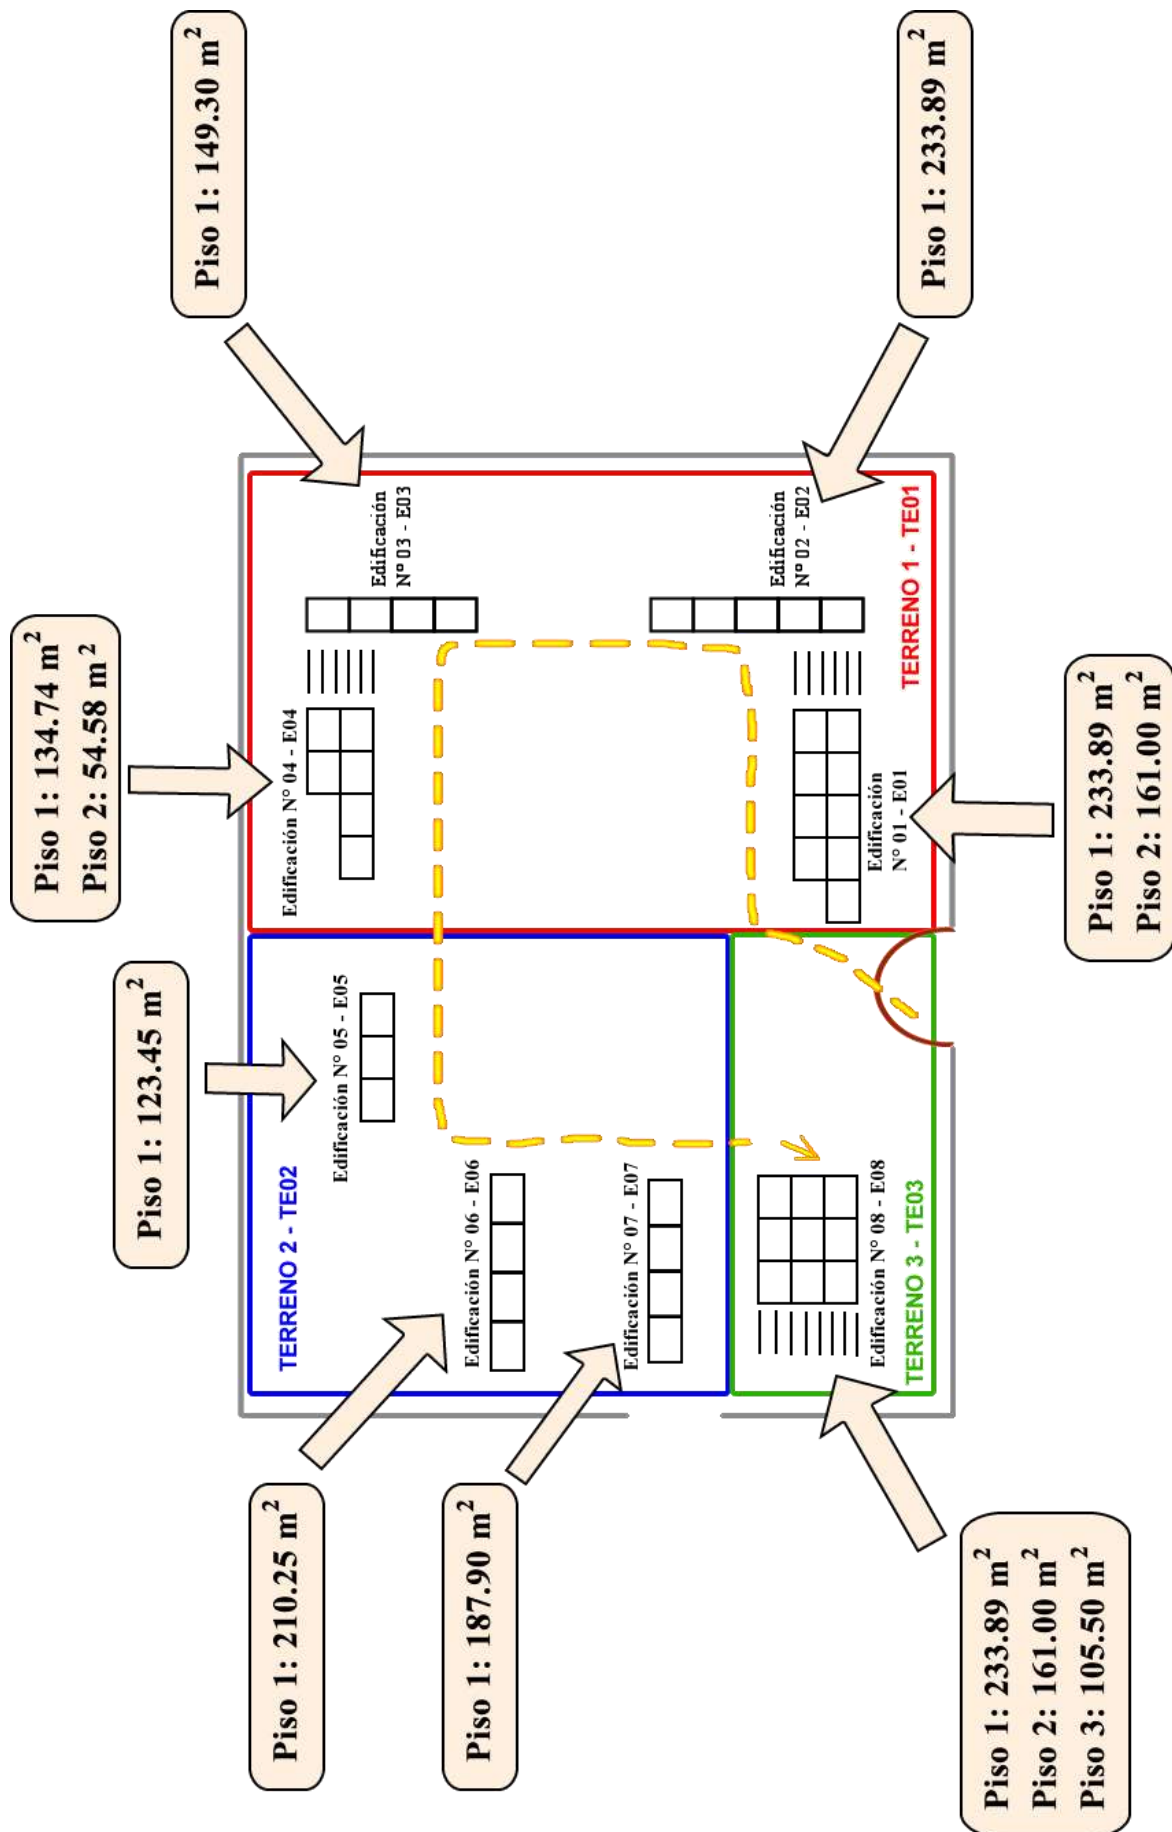 Piso 1: 210.25 m²
Piso 1: 123.45 m²
Piso 1: 134.74 m²
Piso 2: 54.58 m²
Piso 1: 149.30 m²
Piso 1: 187.90 m²
TERRENO 2 - TE02
Edificación N° 05 - E05
Edificación N° 06 - E06
Edificación N° 07 - E07
Edificación N° 04 - E04
Edificación
N° 03 - E03
Edificación
N° 02 - E02
Edificación N° 08 - E08
TERRENO 3 - TE03
Edificación
N° 01 - E01
TERRENO 1 - TE01
Piso 1: 233.89 m²
Piso 2: 161.00 m²
Piso 3: 105.50 m²
Piso 1: 233.89 m²
Piso 2: 161.00 m²
Piso 1: 233.89 m²